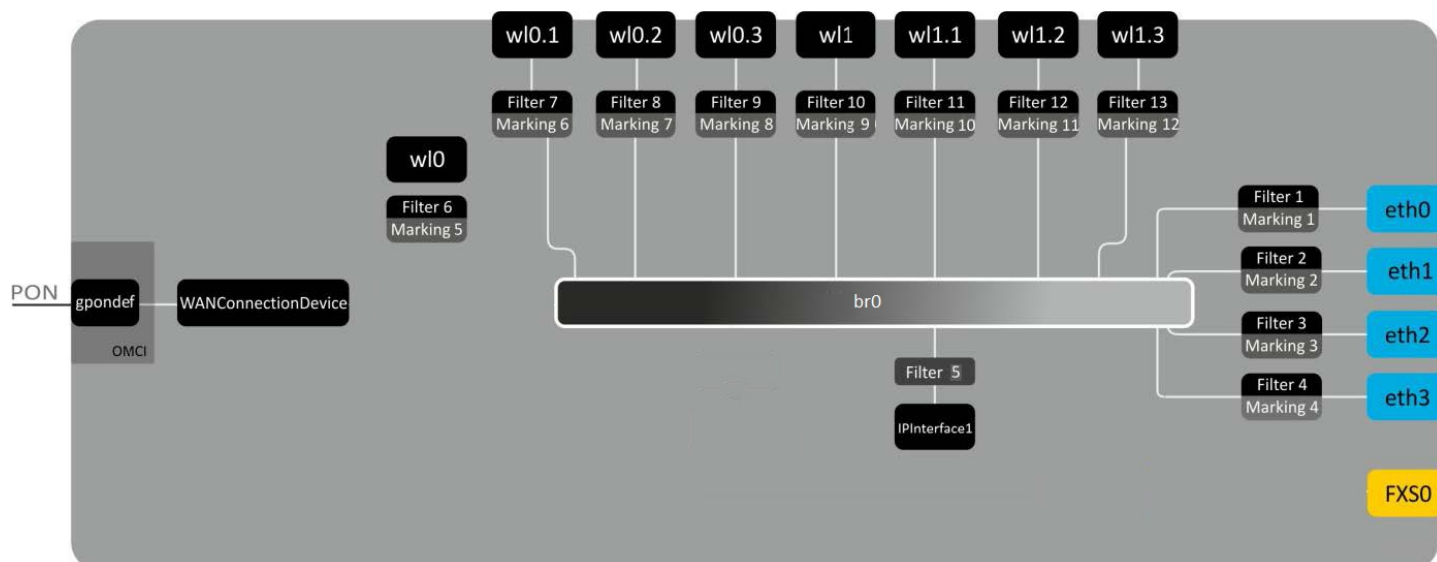 wl0.1 wl0.2 wl0.3 wl1 wl1.1 wl1.2 wl1.3
Filter 7 Filter 8 Filter 9 Filter 10 Filter 11 Filter 12 Filter 13
Marking 6 Marking 7 Marking 8 Marking 9 Marking 10 Marking 11 Marking 12
wl0
Filter 6
Marking 5
Filter 1
Marking 1
eth0
Filter 2
Marking 2
eth1
PON
gpondef
WANConnectionDevice
br0
OMCI
Filter 3
Marking 3
eth2
Filter 5
IPInterface1
Filter 4
Marking 4
eth3
FXS0